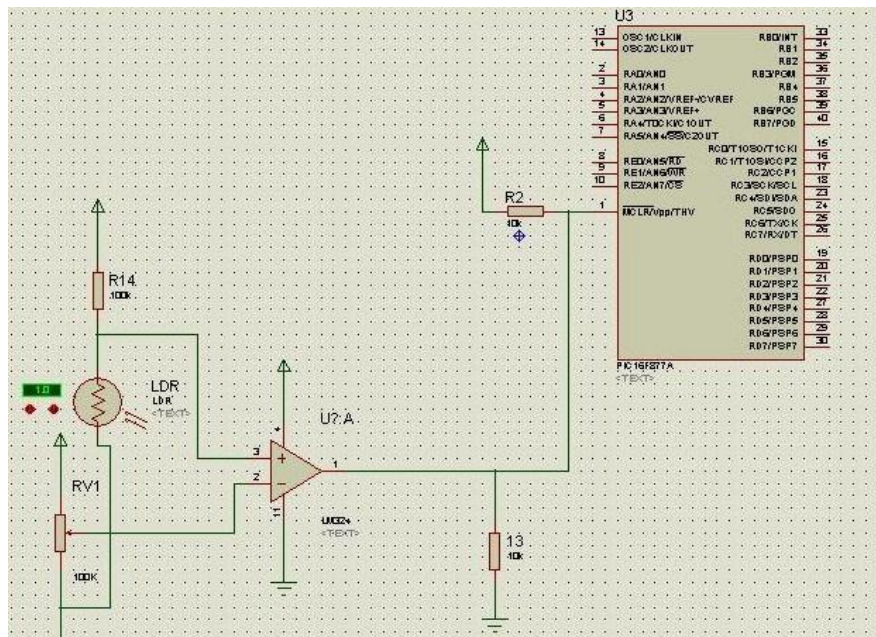 U3
13 OSC1/CLKIN RB0/INT 33
14 OSC2/CLKOUT RB1 34
RB2 35
2 RA0/AN0 RB3/PGM 36
3 RA1/AN1 RB4 37
4 RA2/AN2/VREF-/CVREF RB5 38
5 RA3/AN3/VREF+ RB6/PGC 39
6 RA4/T0CKI/C1OUT RB7/PGD 40
7 RA5/AN4/SS/C2OUT
RC0/T1OSO/T1CKI 15
8 RE0/AN5/RD RC1/T1OSI/CCP2 16
9 RE1/AN6/WR RC2/CCP1 17
10 RE2/AN7/CS RC3/SCK/SCL 18
RC4/SDI/SDA 23
1 MCLR/Vpp/THV RC5/SDO 24
RC6/TX/CK 25
RC7/RX/DT 26
RD0/PSP0 19
RD1/PSP1 20
RD2/PSP2 21
RD3/PSP3 22
RD4/PSP4 27
RD5/PSP5 28
RD6/PSP6 29
RD7/PSP7 30
PIC16F877A
<TEXT>
R2
10k
R14
100k
1.0
LDR
LDR
<TEXT>
U?:A
4
3
2
1
11
LM324
<TEXT>
RV1
100K
13
10k